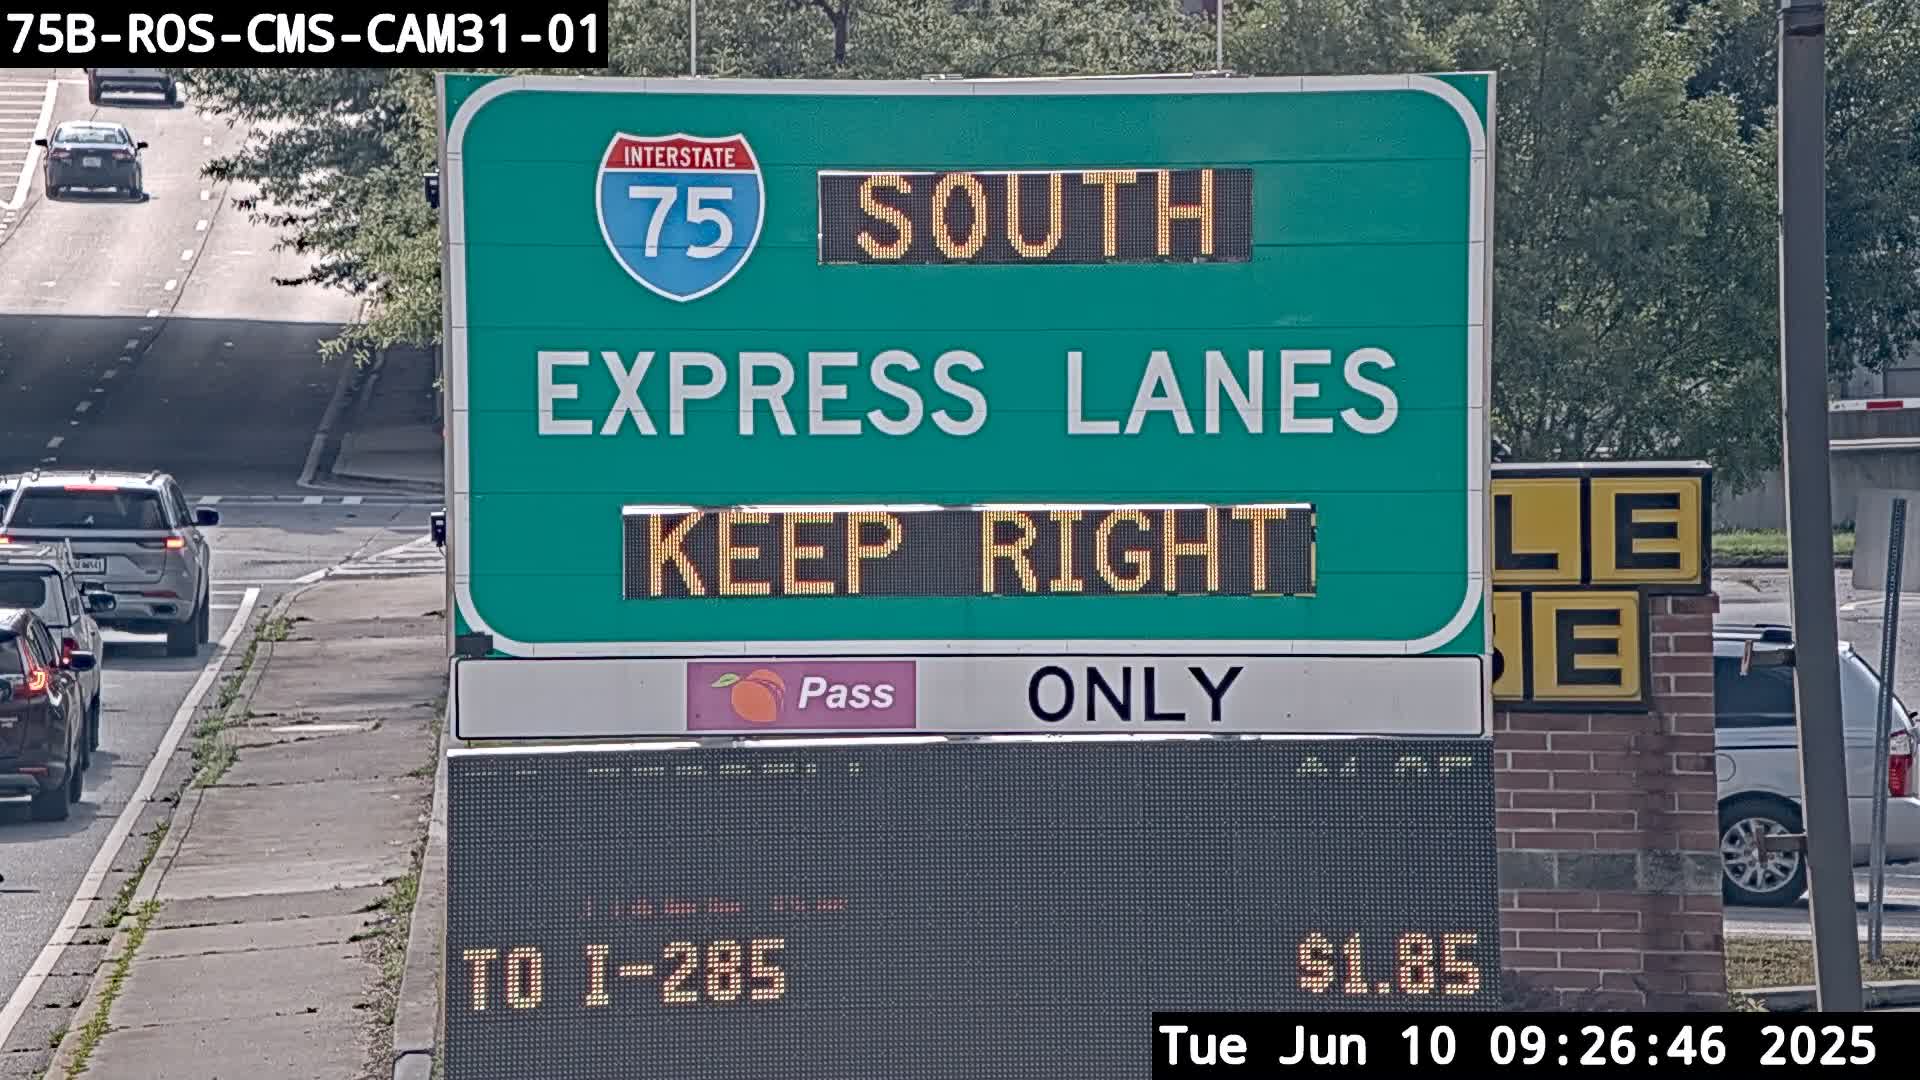 75B-ROS-CMS-CAM31-01
INTERSTATE
75
SOUTH
EXPRESS LANES
KEEP RIGHT
LE
E
Pass
ONLY
TO I-285 $1.85
Tue Jun 10 09:26:46 2025